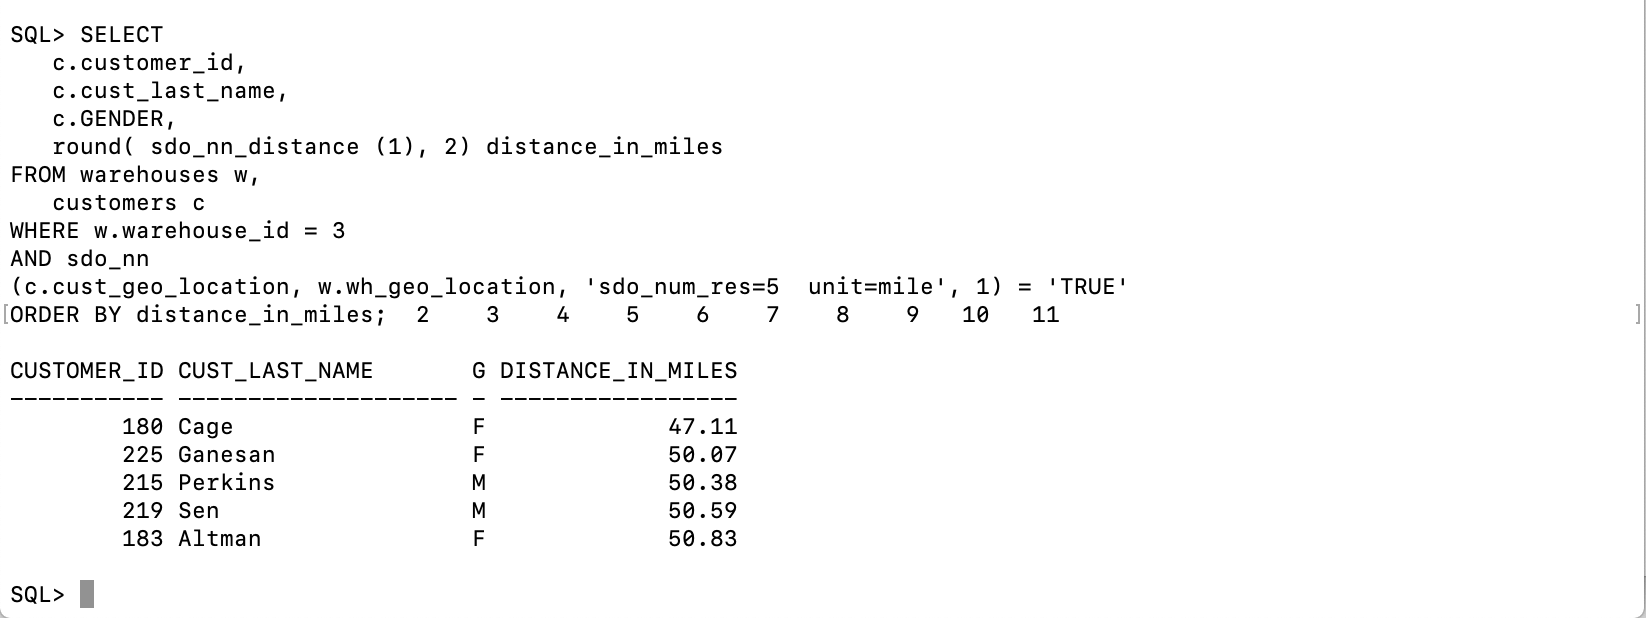 SQL> SELECT
   c.customer_id,
   c.cust_last_name,
   c.GENDER,
   round( sdo_nn_distance (1), 2) distance_in_miles
FROM warehouses w,
   customers c
WHERE w.warehouse_id = 3
AND sdo_nn
(c.cust_geo_location, w.wh_geo_location, 'sdo_num_res=5  unit=mile', 1) = 'TRUE'
[ORDER BY distance_in_miles;  2    3    4    5    6    7    8    9   10   11 ]
CUSTOMER_ID CUST_LAST_NAME       G DISTANCE_IN_MILES
----------- -------------------- - -----------------
        180 Cage                 F             47.11
        225 Ganesan              F             50.07
        215 Perkins              M             50.38
        219 Sen                  M             50.59
        183 Altman               F             50.83
SQL>